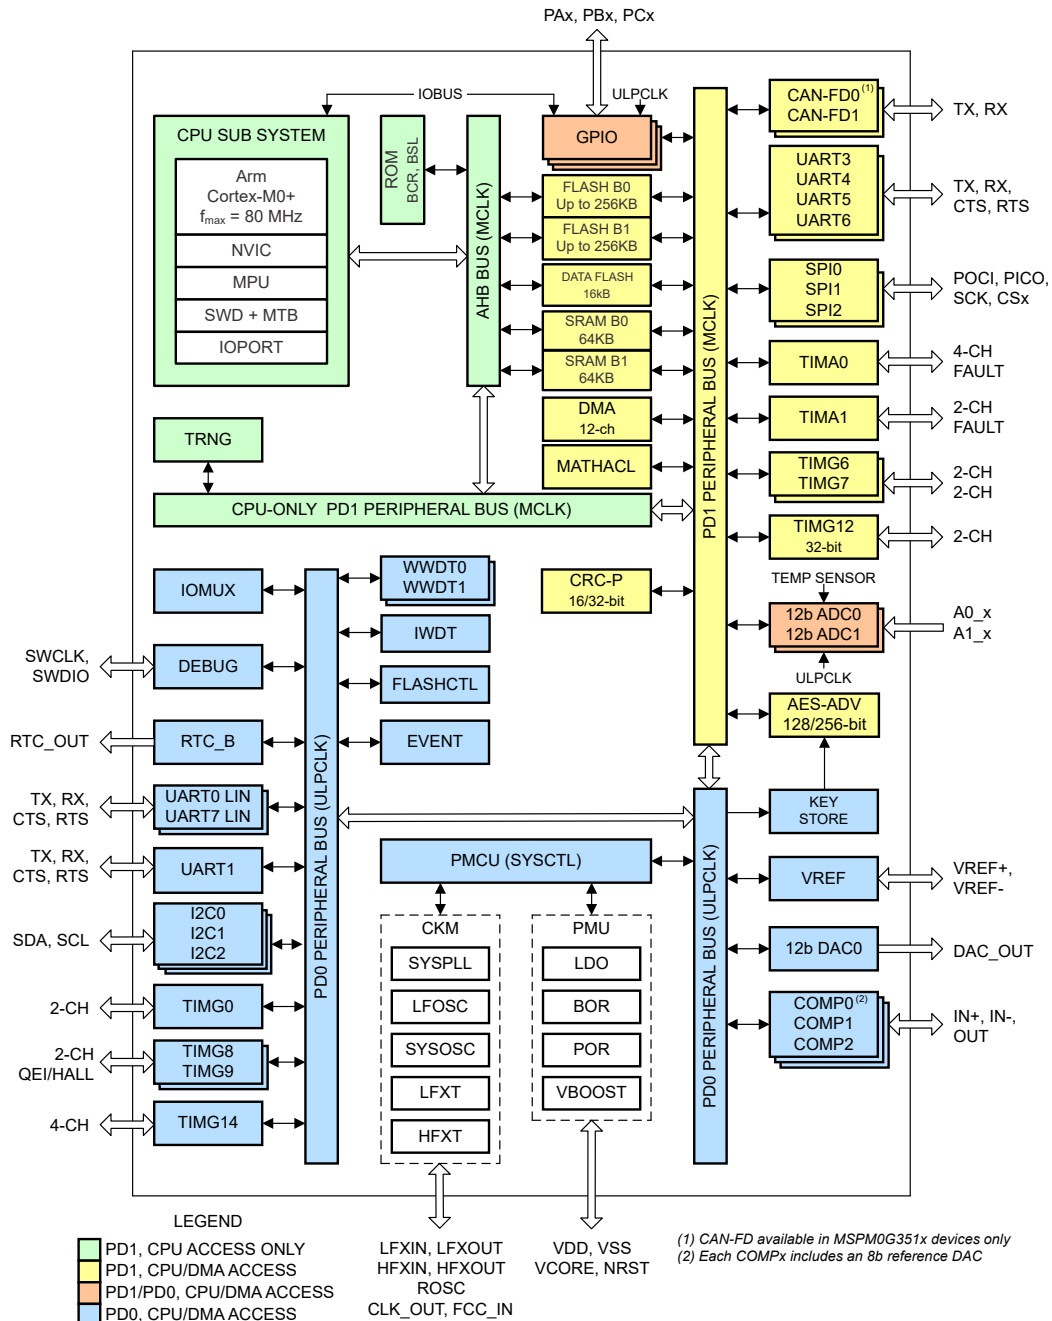 PAx, PBx, PCx
IOBUS
ULPCLK
CPU SUB SYSTEM
Arm
Cortex-M0+
fmax = 80 MHz
NVIC
MPU
SWD + MTB
IOPORT
ROM
BCR, BSL
AHB BUS (MCLK)
GPIO
FLASH B0
Up to 256KB
FLASH B1
Up to 256KB
DATA FLASH
16kB
SRAM B0
64KB
SRAM B1
64KB
DMA
12-ch
MATHACL
TRNG
CPU-ONLY PD1 PERIPHERAL BUS (MCLK)
CRC-P
16/32-bit
PD1 PERIPHERAL BUS (MCLK)
CAN-FD0(1)
CAN-FD1
TX, RX
UART3
UART4
UART5
UART6
TX, RX,
CTS, RTS
SPI0
SPI1
SPI2
POCI, PICO,
SCK, CSx
TIMA0
4-CH
FAULT
TIMA1
2-CH
FAULT
TIMG6
TIMG7
2-CH
2-CH
TIMG12
32-bit
2-CH
TEMP SENSOR
12b ADC0
12b ADC1
A0_x
A1_x
ULPCLK
AES-ADV
128/256-bit
KEY
STORE
IOMUX
SWCLK,
SWDIO
DEBUG
RTC_OUT
RTC_B
TX, RX,
CTS, RTS
UART0 LIN
UART7 LIN
TX, RX,
CTS, RTS
UART1
SDA, SCL
I2C0
I2C1
I2C2
2-CH
TIMG0
2-CH
QEI/HALL
TIMG8
TIMG9
4-CH
TIMG14
PD0 PERIPHERAL BUS (ULPCLK)
WWDT0
WWDT1
IWDT
FLASHCTL
EVENT
PMCU (SYSCTL)
CKM
SYSPLL
LFOSC
SYSOSC
LFXT
HFXT
PMU
LDO
BOR
POR
VBOOST
PD0 PERIPHERAL BUS (ULPCLK)
VREF
VREF+,
VREF-
12b DAC0
DAC_OUT
COMP0(2)
COMP1
COMP2
IN+, IN-,
OUT
LEGEND
PD1, CPU ACCESS ONLY
PD1, CPU/DMA ACCESS
PD1/PD0, CPU/DMA ACCESS
PD0, CPU/DMA ACCESS
LFXIN, LFXOUT
HFXIN, HFXOUT
ROSC
CLK_OUT, FCC_IN
VDD, VSS
VCORE, NRST
(1) CAN-FD available in MSPM0G351x devices only
(2) Each COMPx includes an 8b reference DAC